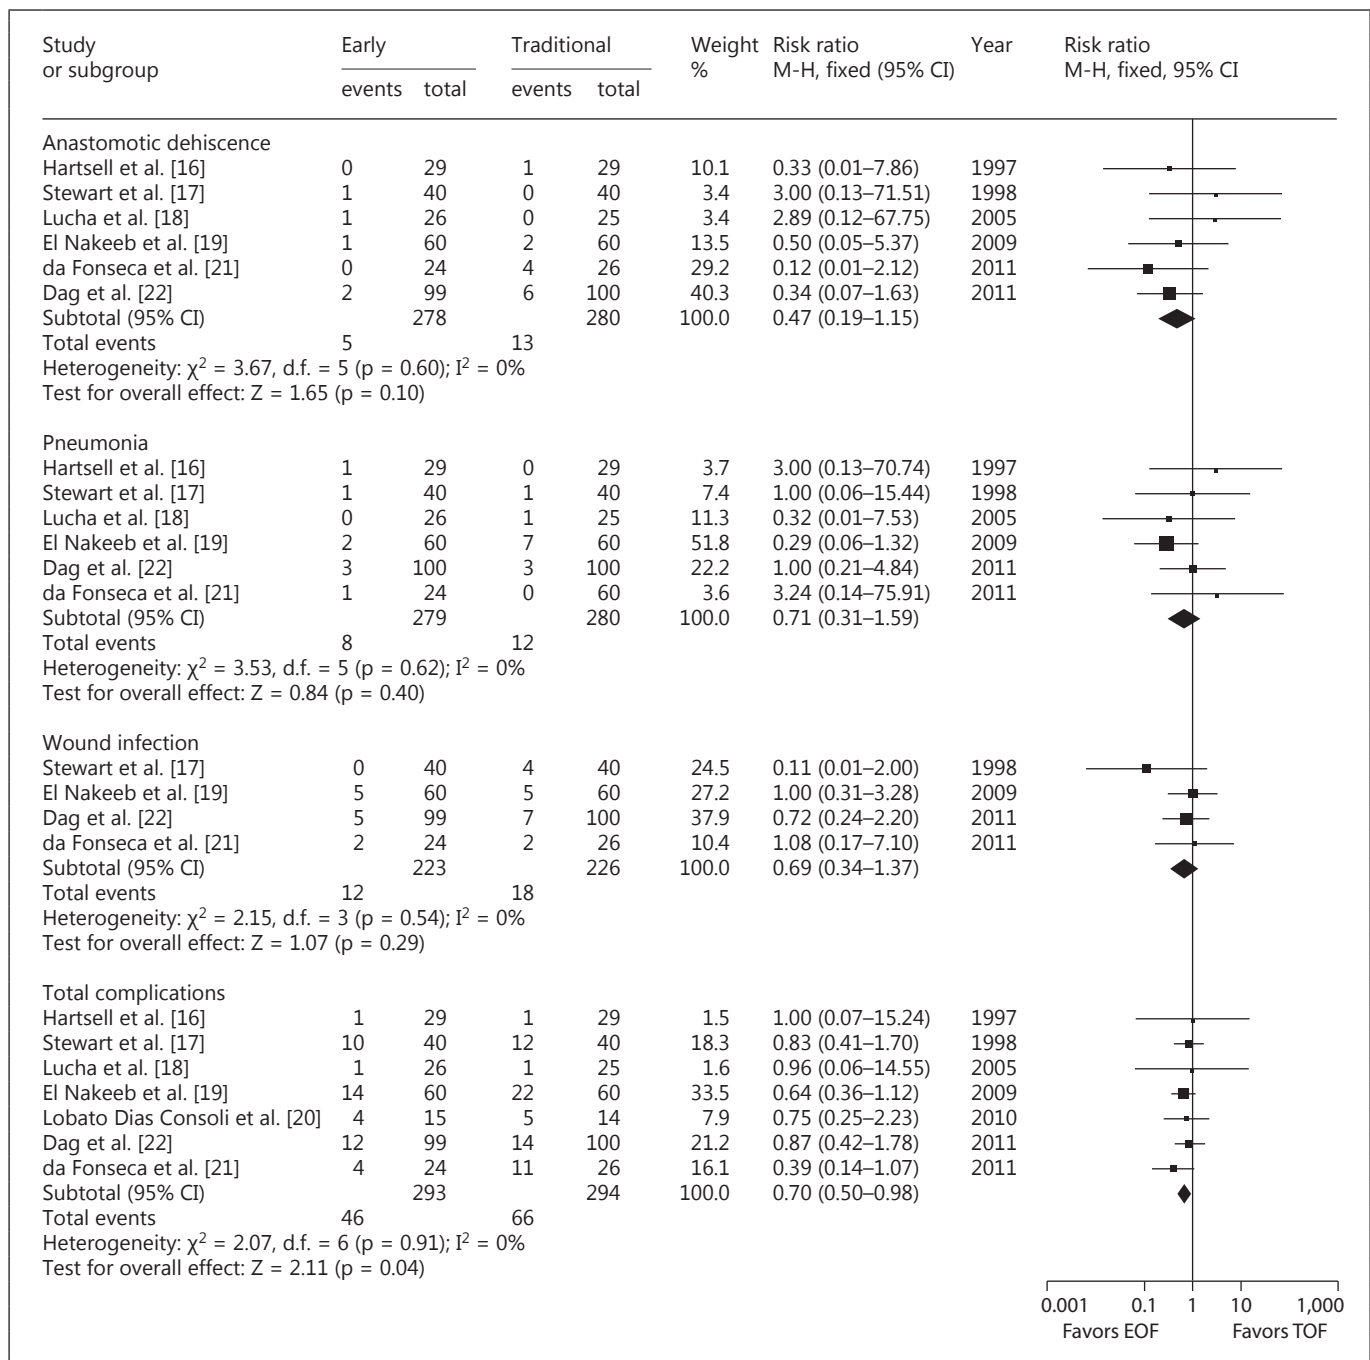 Study Early Traditional Weight Risk ratio Year Risk ratio
or subgroup % M-H, fixed (95% CI) M-H, fixed, 95% CI
events total events total
Anastomotic dehiscence
Hartsell et al. [16] 0 29 1 29 10.1 0.33 (0.01–7.86) 1997
Stewart et al. [17] 1 40 0 40 3.4 3.00 (0.13–71.51) 1998
Lucha et al. [18] 1 26 0 25 3.4 2.89 (0.12–67.75) 2005
El Nakeeb et al. [19] 1 60 2 60 13.5 0.50 (0.05–5.37) 2009
da Fonseca et al. [21] 0 24 4 26 29.2 0.12 (0.01–2.12) 2011
Dag et al. [22] 2 99 6 100 40.3 0.34 (0.07–1.63) 2011
Subtotal (95% CI) 278 280 100.0 0.47 (0.19–1.15)
Total events 5 13
Heterogeneity: χ² = 3.67, d.f. = 5 (p = 0.60); I² = 0%
Test for overall effect: Z = 1.65 (p = 0.10)
Pneumonia
Hartsell et al. [16] 1 29 0 29 3.7 3.00 (0.13–70.74) 1997
Stewart et al. [17] 1 40 1 40 7.4 1.00 (0.06–15.44) 1998
Lucha et al. [18] 0 26 1 25 11.3 0.32 (0.01–7.53) 2005
El Nakeeb et al. [19] 2 60 7 60 51.8 0.29 (0.06–1.32) 2009
Dag et al. [22] 3 100 3 100 22.2 1.00 (0.21–4.84) 2011
da Fonseca et al. [21] 1 24 0 60 3.6 3.24 (0.14–75.91) 2011
Subtotal (95% CI) 279 280 100.0 0.71 (0.31–1.59)
Total events 8 12
Heterogeneity: χ² = 3.53, d.f. = 5 (p = 0.62); I² = 0%
Test for overall effect: Z = 0.84 (p = 0.40)
Wound infection
Stewart et al. [17] 0 40 4 40 24.5 0.11 (0.01–2.00) 1998
El Nakeeb et al. [19] 5 60 5 60 27.2 1.00 (0.31–3.28) 2009
Dag et al. [22] 5 99 7 100 37.9 0.72 (0.24–2.20) 2011
da Fonseca et al. [21] 2 24 2 26 10.4 1.08 (0.17–7.10) 2011
Subtotal (95% CI) 223 226 100.0 0.69 (0.34–1.37)
Total events 12 18
Heterogeneity: χ² = 2.15, d.f. = 3 (p = 0.54); I² = 0%
Test for overall effect: Z = 1.07 (p = 0.29)
Total complications
Hartsell et al. [16] 1 29 1 29 1.5 1.00 (0.07–15.24) 1997
Stewart et al. [17] 10 40 12 40 18.3 0.83 (0.41–1.70) 1998
Lucha et al. [18] 1 26 1 25 1.6 0.96 (0.06–14.55) 2005
El Nakeeb et al. [19] 14 60 22 60 33.5 0.64 (0.36–1.12) 2009
Lobato Dias Consoli et al. [20] 4 15 5 14 7.9 0.75 (0.25–2.23) 2010
Dag et al. [22] 12 99 14 100 21.2 0.87 (0.42–1.78) 2011
da Fonseca et al. [21] 4 24 11 26 16.1 0.39 (0.14–1.07) 2011
Subtotal (95% CI) 293 294 100.0 0.70 (0.50–0.98)
Total events 46 66
Heterogeneity: χ² = 2.07, d.f. = 6 (p = 0.91); I² = 0%
Test for overall effect: Z = 2.11 (p = 0.04)
0.001 0.1 1 10 1,000
Favors EOF Favors TOF